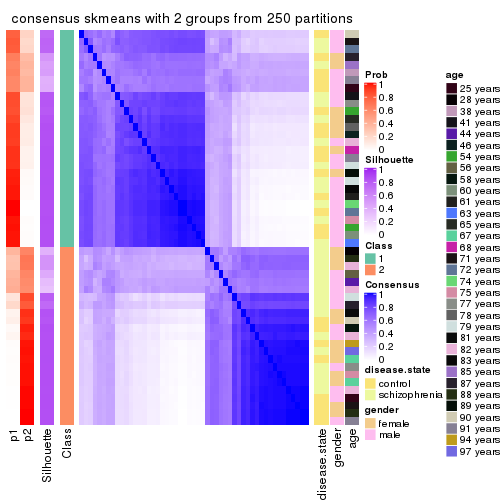 consensus skmeans with 2 groups from 250 partitions
Prob
1
0.8
0.6
0.4
0.2
0
Silhouette
1
0.8
0.6
0.4
0.2
0
Class
1
2
Consensus
1
0.8
0.6
0.4
0.2
0
disease.state
control
schizophrenia
gender
female
male
age
25 years
28 years
38 years
41 years
44 years
46 years
54 years
56 years
58 years
60 years
61 years
63 years
65 years
67 years
68 years
71 years
72 years
74 years
75 years
77 years
78 years
79 years
81 years
82 years
83 years
85 years
87 years
88 years
89 years
90 years
91 years
94 years
97 years
p1
p2
Silhouette
Class
disease.state
gender
age